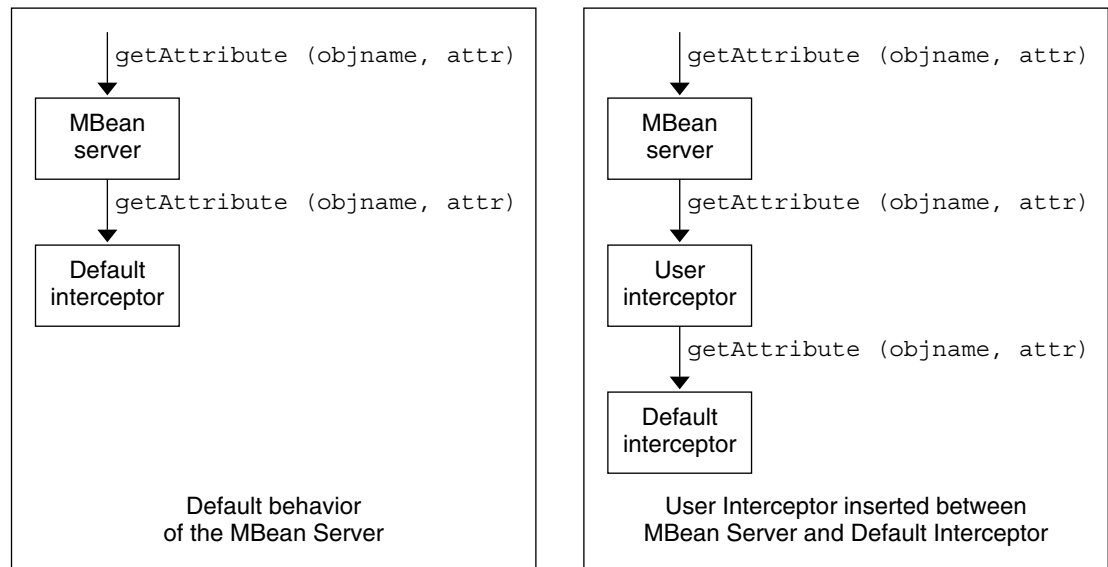 getAttribute (objname, attr)
MBean
server
getAttribute (objname, attr)
Default
interceptor
Default behavior
of the MBean Server
getAttribute (objname, attr)
MBean
server
getAttribute (objname, attr)
User
interceptor
getAttribute (objname, attr)
Default
interceptor
User Interceptor inserted between
MBean Server and Default Interceptor